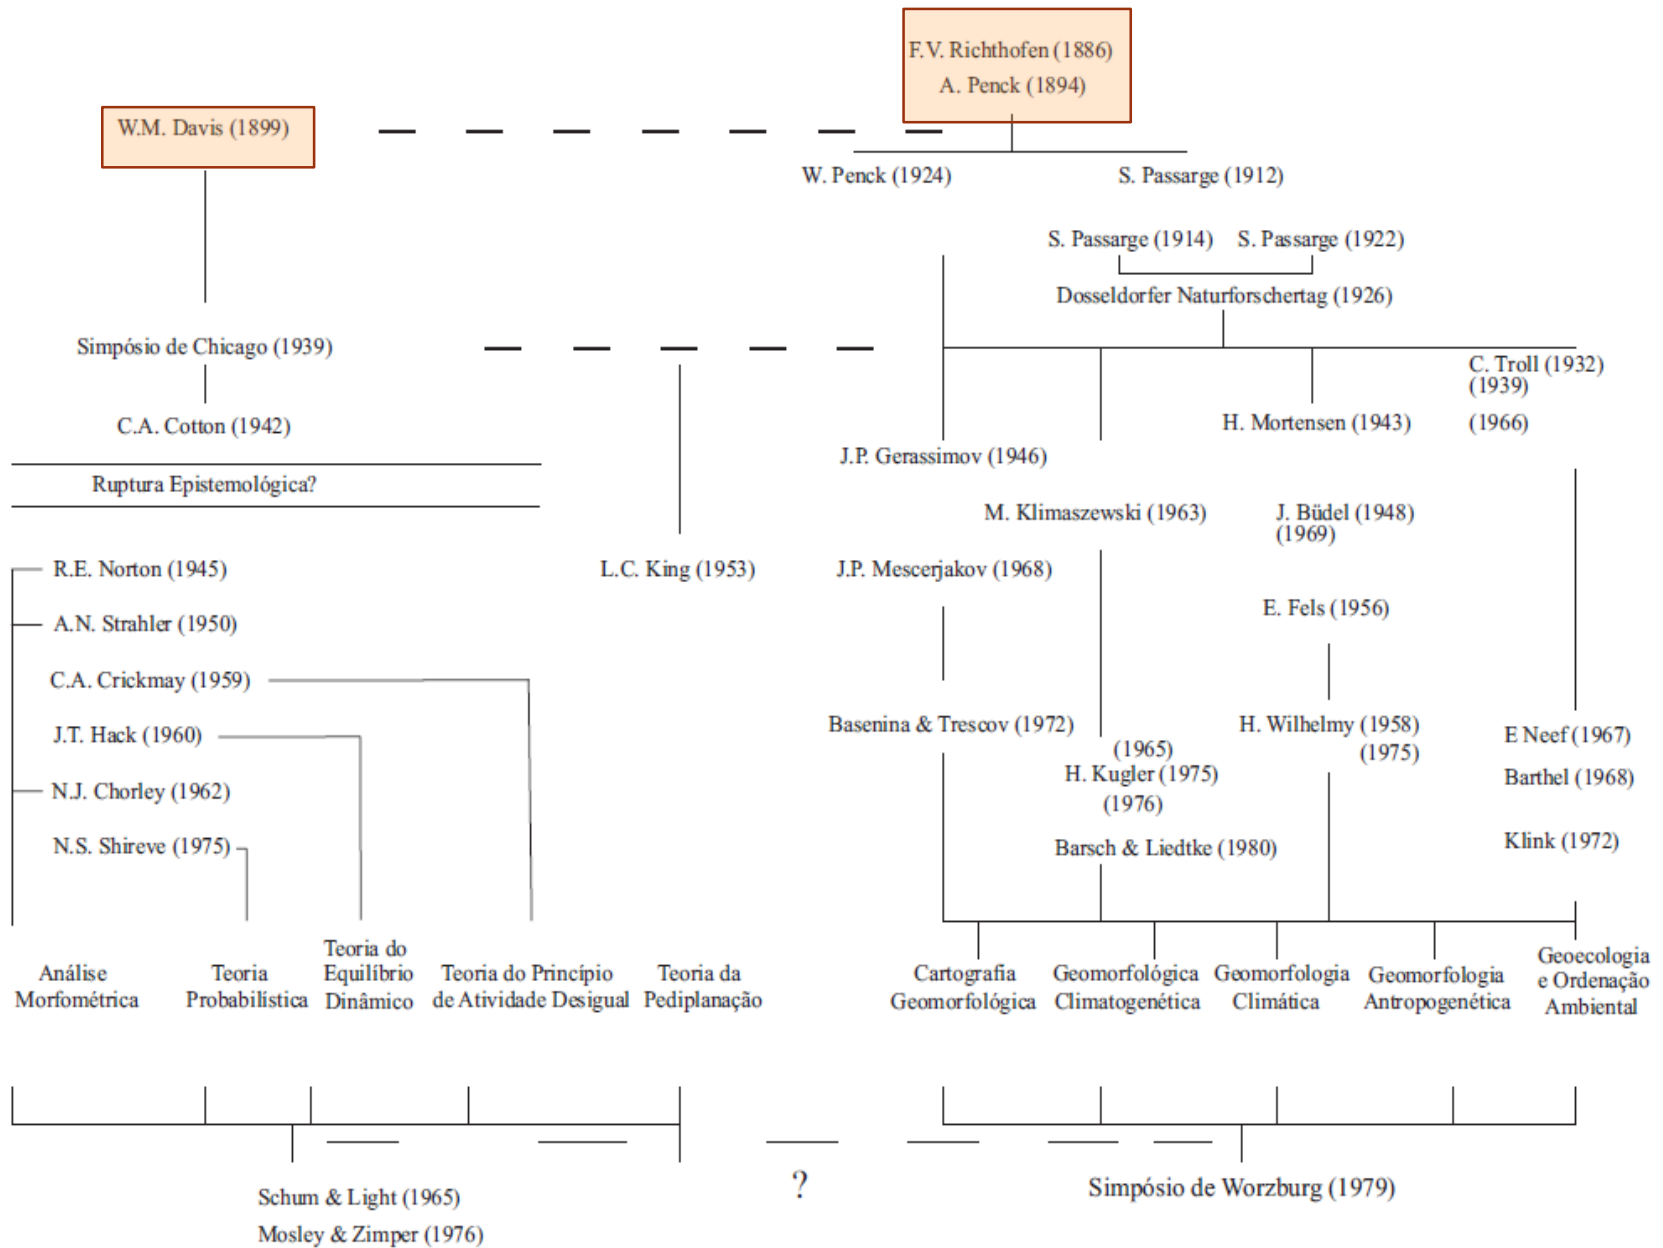 F.V. Richthofen (1886)
A. Penck (1894)
W.M. Davis (1899)
W. Penck (1924)
S. Passarge (1912)
S. Passarge (1914)
S. Passarge (1922)
Dosseldorfer Naturforschertag (1926)
Simpósio de Chicago (1939)
C. Troll (1932)
(1939)
(1966)
C.A. Cotton (1942)
H. Mortensen (1943)
J.P. Gerassimov (1946)
Ruptura Epistemológica?
M. Klimaszewski (1963)
J. Büdel (1948)
(1969)
R.E. Norton (1945)
L.C. King (1953)
J.P. Mescerjakov (1968)
E. Fels (1956)
A.N. Strahler (1950)
C.A. Crickmay (1959)
Basenina & Trescov (1972)
H. Wilhelmy (1958)
(1975)
J.T. Hack (1960)
E Neef (1967)
(1965)
H. Kugler (1975)
(1976)
Barthel (1968)
N.J. Chorley (1962)
N.S. Shireve (1975)
Barsch & Liedtke (1980)
Klink (1972)
Análise
Morfométrica
Teoria
Probabilística
Teoria do
Equilíbrio
Dinâmico
Teoria do Princípio
de Atividade Desigual
Teoria da
Pediplanação
Cartografia
Geomorfológica
Geomorfológica
Climatogenética
Geomorfologia
Climática
Geomorfologia
Antropogenética
Geoecologia
e Ordenação
Ambiental
Schum & Light (1965)
Mosley & Zimper (1976)
?
Simpósio de Worzburg (1979)